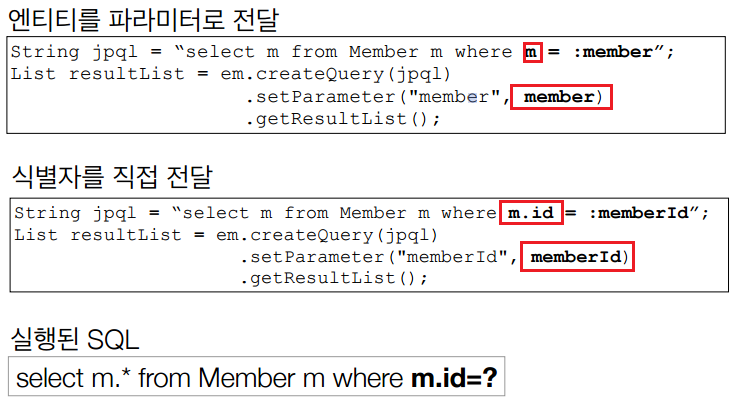 엔티티를 파라미터로 전달
String jpql = “select m from Member m where m = :member”;
List resultList = em.createQuery(jpql)
.setParameter("member", member)
.getResultList();
식별자를 직접 전달
String jpql = “select m from Member m where m.id = :memberId”;
List resultList = em.createQuery(jpql)
.setParameter("memberId", memberId)
.getResultList();
실행된 SQL
select m.* from Member m where m.id=?